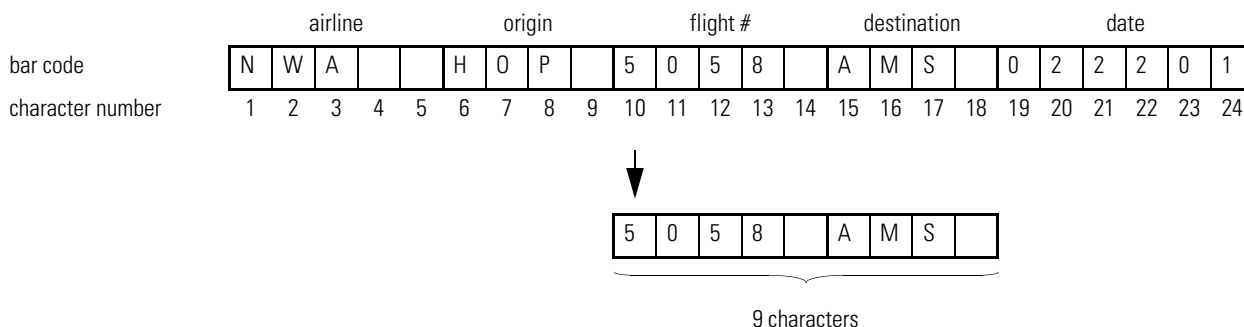 airline origin flight # destination date
bar code N W A H O P 5 0 5 8 A M S 0 2 2 2 0 1
character number 1 2 3 4 5 6 7 8 9 10 11 12 13 14 15 16 17 18 19 20 21 22 23 24
5 0 5 8 A M S
9 characters